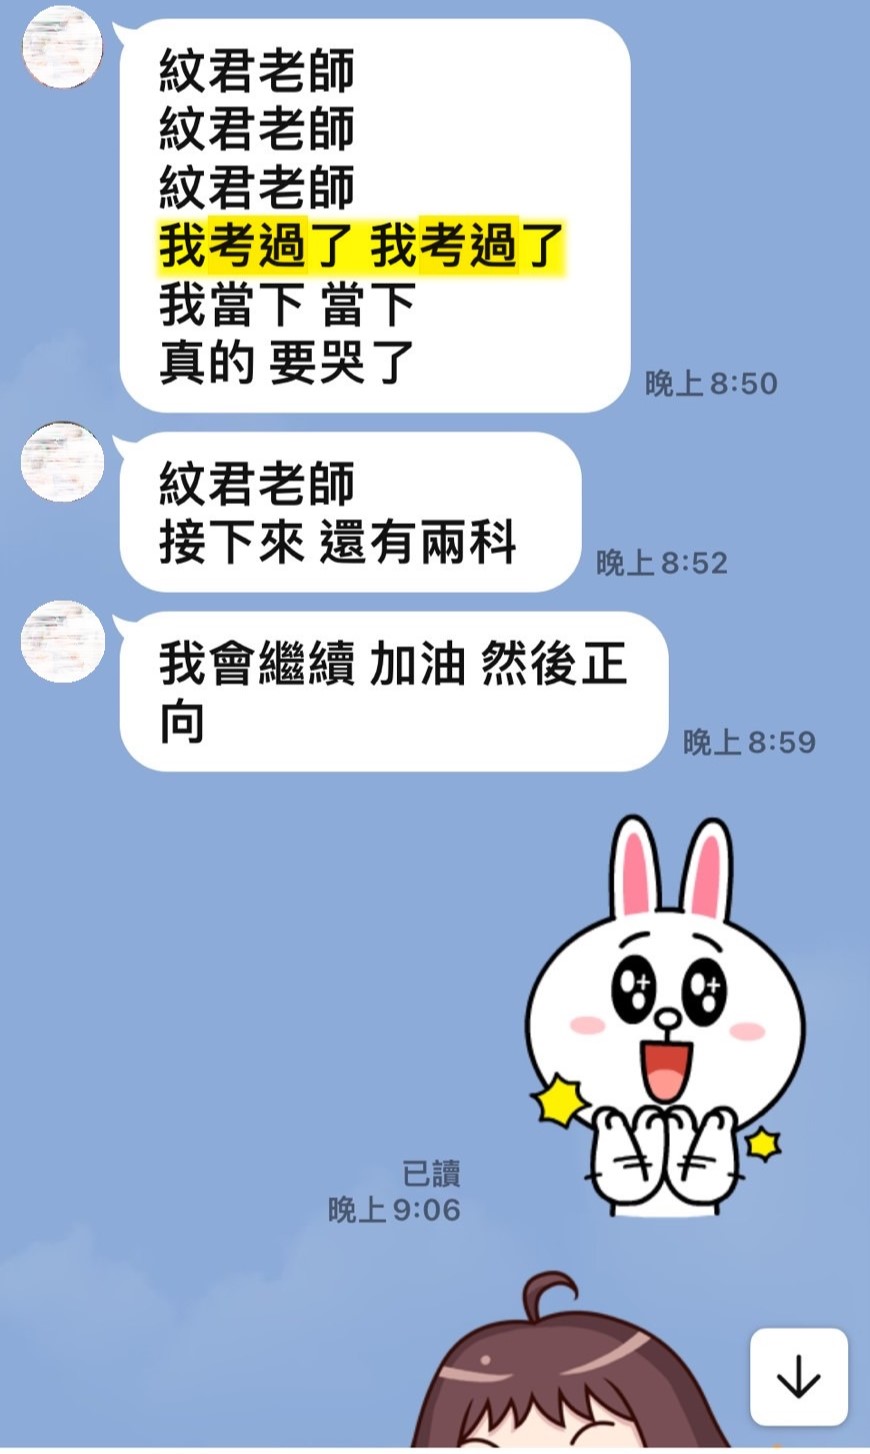 紋君老師
紋君老師
紋君老師
我考過了 我考過了
我當下 當下
真的 要哭了
晚上 8:50
紋君老師
接下來 還有兩科
晚上 8:52
我會繼續 加油 然後正
向
晚上 8:59
已讀
晚上 9:06